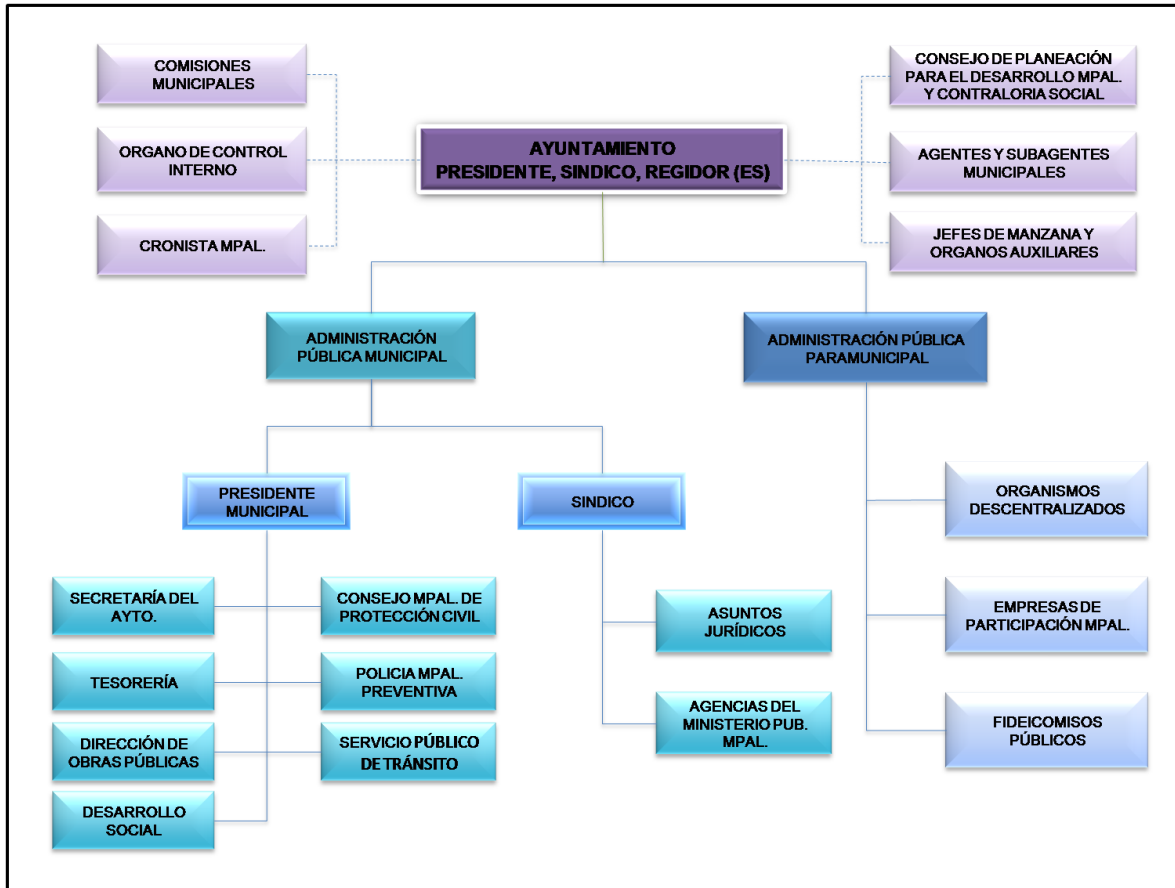 COMISIONES
MUNICIPALES
ORGANO DE CONTROL
INTERNO
CRONISTA MPAL.
AYUNTAMIENTO
PRESIDENTE, SINDICO, REGIDOR (ES)
CONSEJO DE PLANEACIÓN
PARA EL DESARROLLO MPAL.
Y CONTRALORIA SOCIAL
AGENTES Y SUBAGENTES
MUNICIPALES
JEFES DE MANZANA Y
ORGANOS AUXILIARES
ADMINISTRACIÓN
PÚBLICA MUNICIPAL
ADMINISTRACIÓN PÚBLICA
PARAMUNICIPAL
PRESIDENTE
MUNICIPAL
SINDICO
SECRETARÍA DEL
AYTO.
CONSEJO MPAL. DE
PROTECCIÓN CIVIL
TESORERÍA
POLICIA MPAL.
PREVENTIVA
DIRECCIÓN DE
OBRAS PÚBLICAS
SERVICIO PÚBLICO
DE TRÁNSITO
DESARROLLO
SOCIAL
ASUNTOS
JURÍDICOS
AGENCIAS DEL
MINISTERIO PUB.
MPAL.
ORGANISMOS
DESCENTRALIZADOS
EMPRESAS DE
PARTICIPACIÓN MPAL.
FIDEICOMISOS
PÚBLICOS